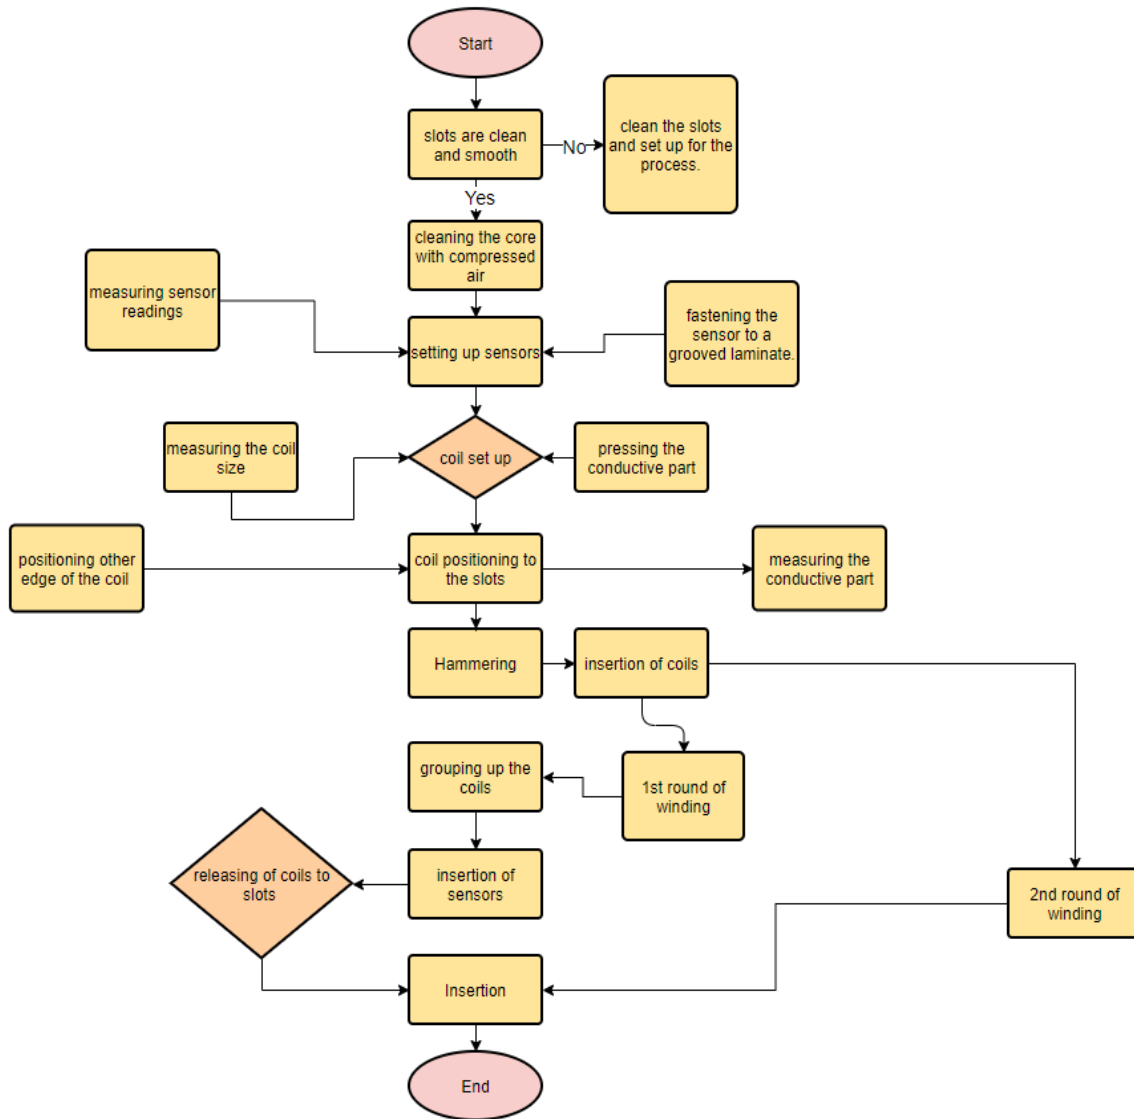 Start
slots are clean
and smooth
No
clean the slots
and set up for the
process.
Yes
cleaning the core
with compressed
air
measuring sensor
readings
setting up sensors
fastening the
sensor to a
grooved laminate.
measuring the coil
size
coil set up
pressing the
conductive part
positioning other
edge of the coil
coil positioning to
the slots
measuring the
conductive part
Hammering
insertion of coils
grouping up the
coils
1st round of
winding
releasing of coils to
slots
insertion of
sensors
2nd round of
winding
Insertion
End